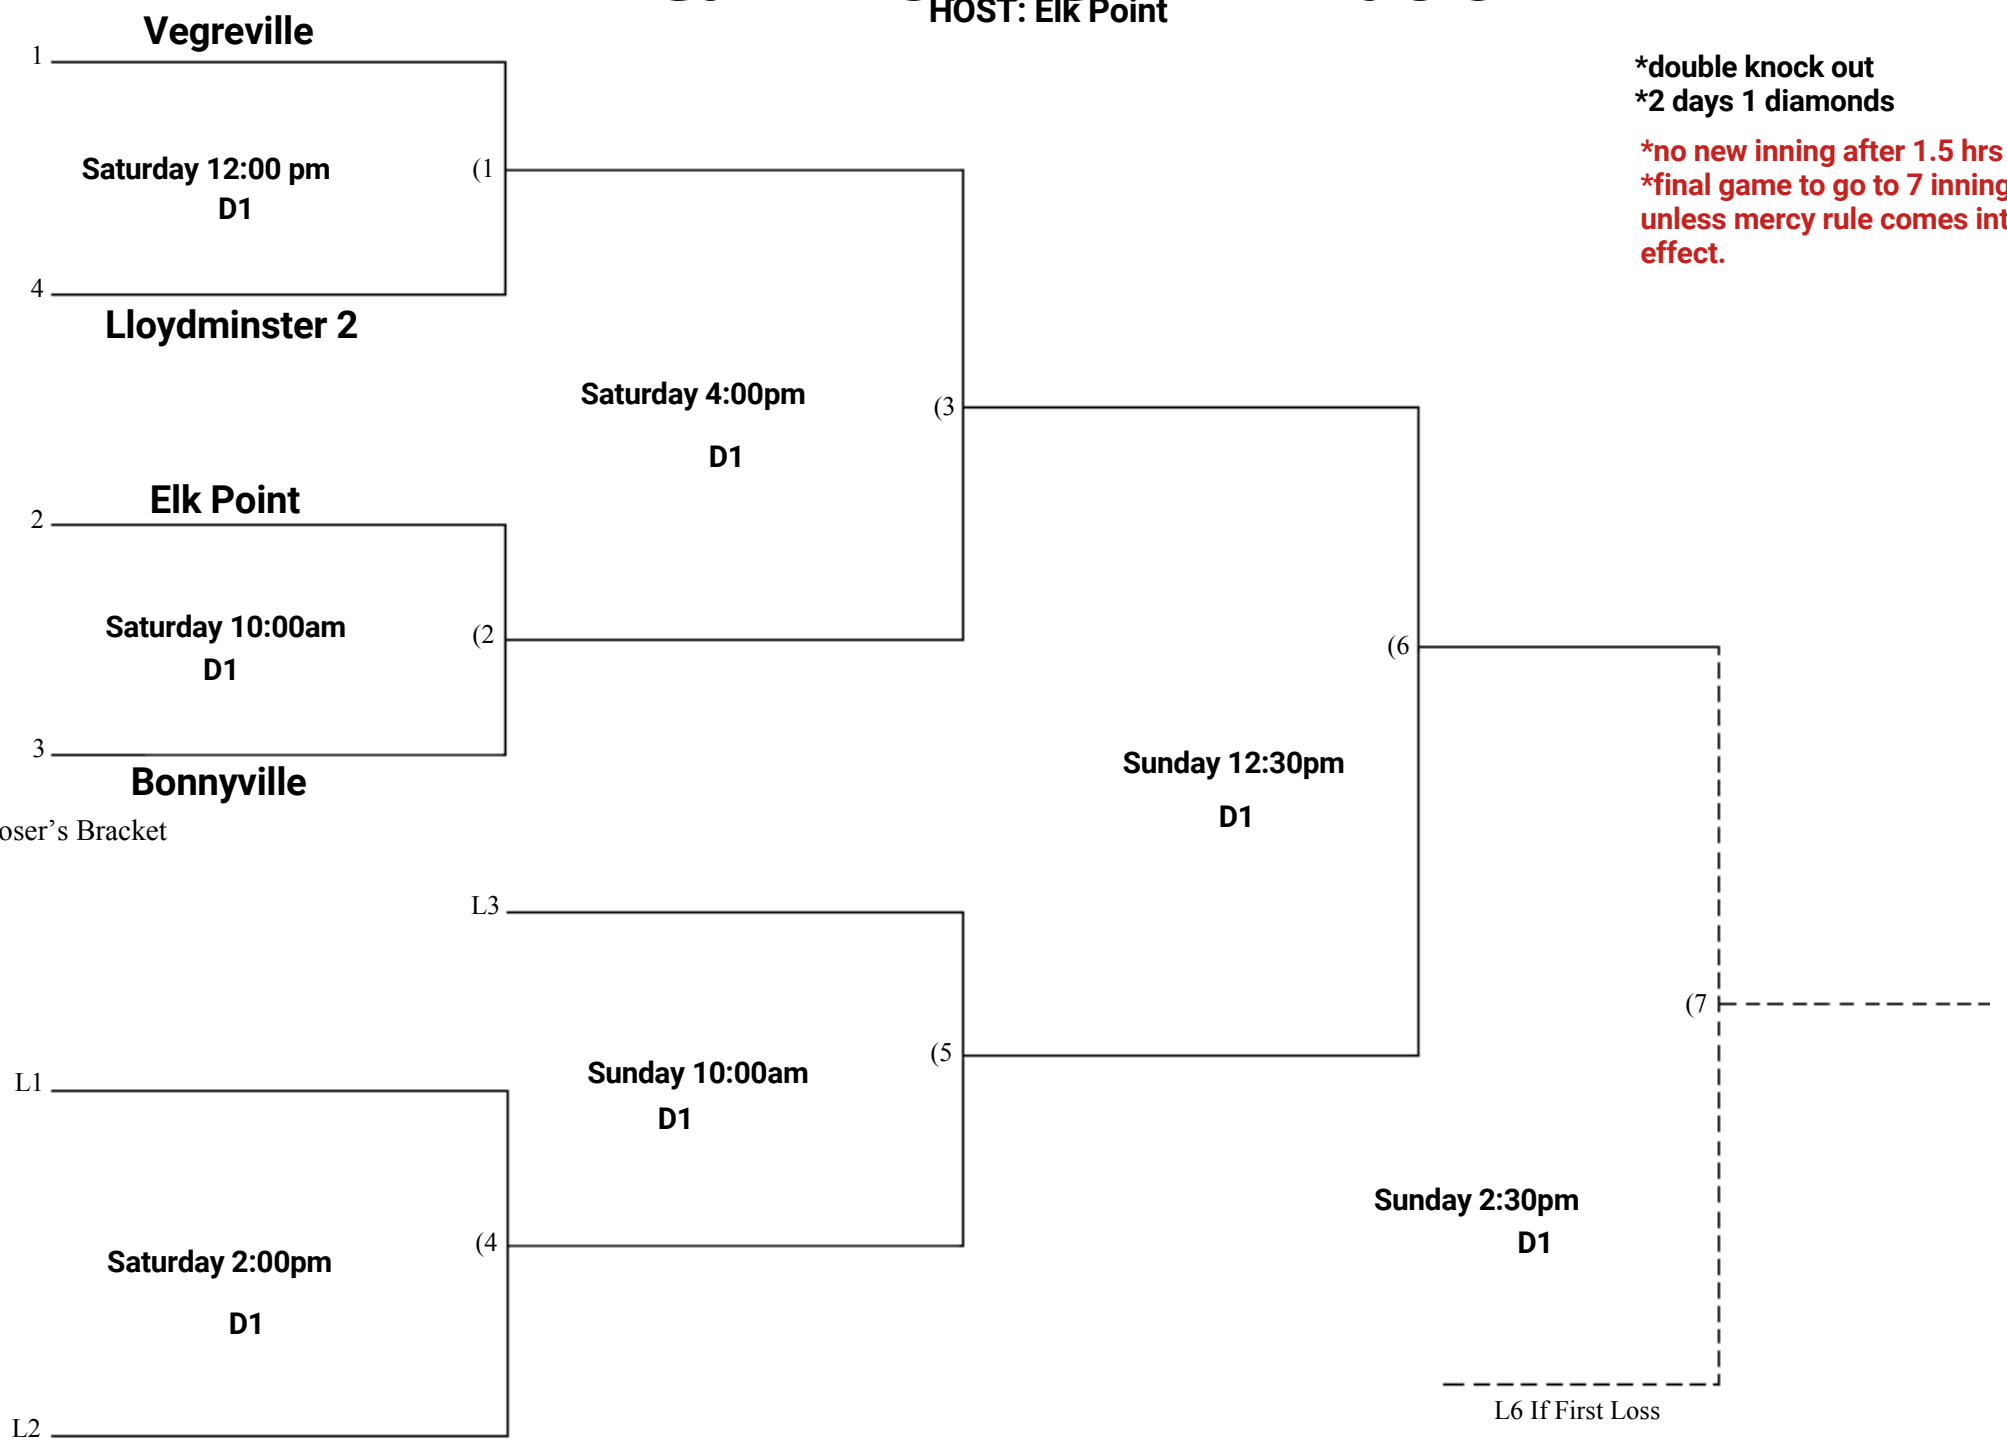 HOST: Elk Point
Vegreville
1
*double knock out
*2 days 1 diamonds
*no new inning after 1.5 hrs
*final game to go to 7 inning
unless mercy rule comes int
effect.
Saturday 12:00 pm
D1
(1
4
Lloydminster 2
Saturday 4:00pm
D1
(3
Elk Point
2
Saturday 10:00am
D1
(2
3
Bonnyville
(6
Sunday 12:30pm
D1
oser's Bracket
L3
Sunday 10:00am
D1
(5
(7
L1
Saturday 2:00pm
D1
(4
L2
Sunday 2:30pm
D1
L6 If First Loss